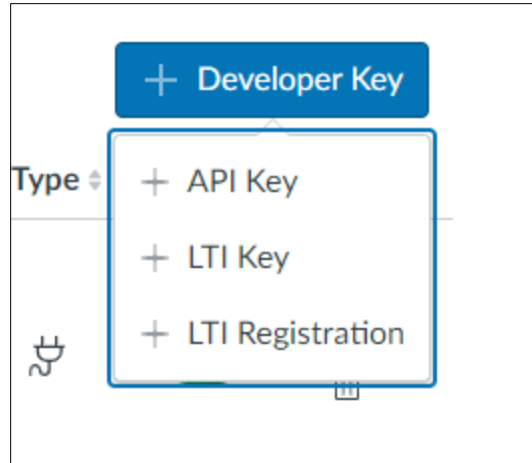 Developer Key
Type
API Key
LTI Key
LTI Registration